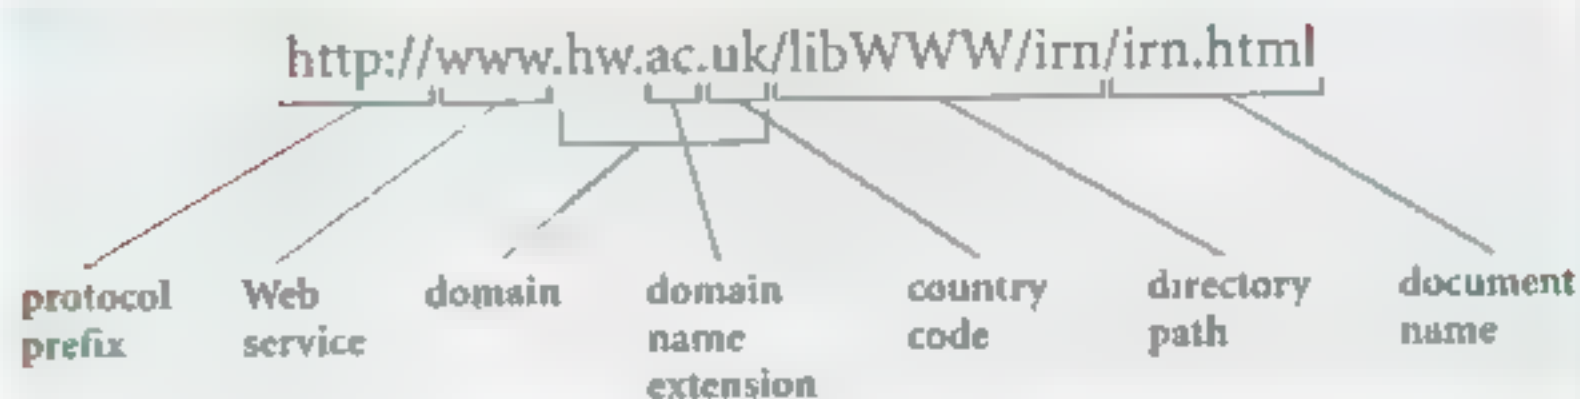 http://www.hw.ac.uk/libWWW/irn/irn.html
protocol
prefix
Web
service
domain
domain
name
extension
country
code
directory
path
document
name